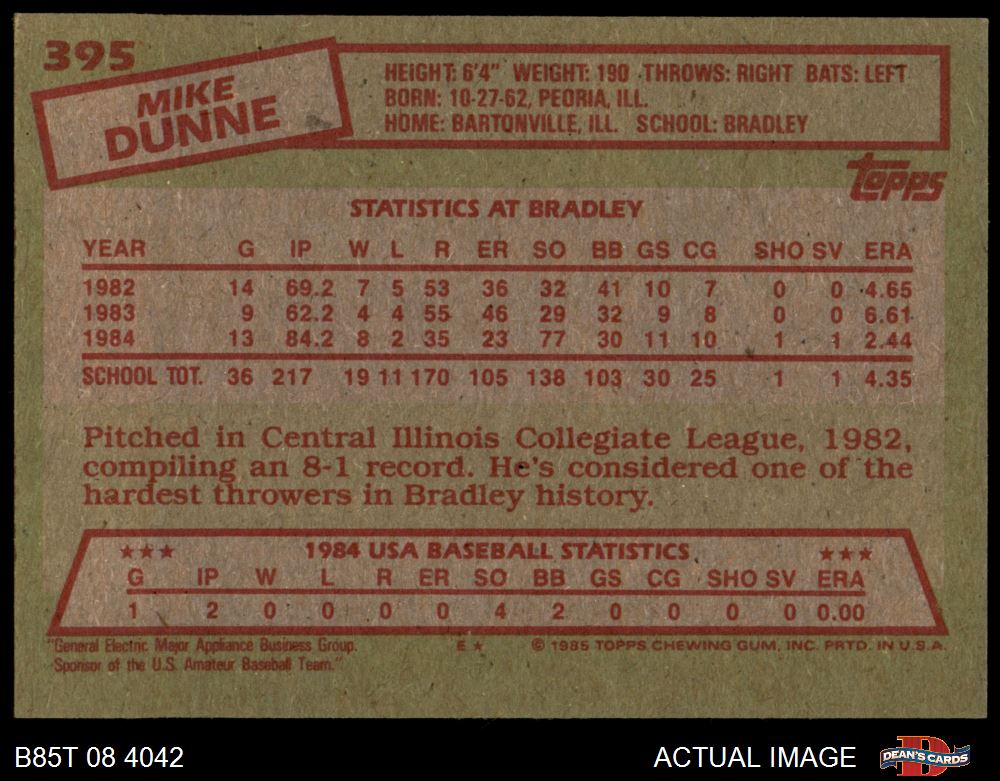 395
MIKE
DUNNE
HEIGHT: 6'4" WEIGHT: 190 THROWS: RIGHT BATS: LEFT
BORN: 10-27-62, PEORIA, ILL.
HOME: BARTONVILLE, ILL. SCHOOL: BRADLEY
topps
STATISTICS AT BRADLEY
YEAR G IP W L R ER SO BB GS CG SHO SV ERA
1982 14 69.2 7 5 53 36 32 41 10 7 0 0 4.65
1983 9 62.2 4 4 55 46 29 32 9 8 0 0 6.61
1984 13 84.2 8 2 35 23 77 30 11 10 1 1 2.44
SCHOOL TOT. 36 217 19 11 170 105 138 103 30 25 1 1 4.35
Pitched in Central Illinois Collegiate League, 1982,
compiling an 8-1 record. He's considered one of the
hardest throwers in Bradley history.
★★★ 1984 USA BASEBALL STATISTICS ★★★
G IP W L R ER SO BB GS CG SHO SV ERA
1 2 0 0 0 0 4 2 0 0 0 0 0.00
"General Electric Major Appliance Business Group.
Sponsor of the U.S. Amateur Baseball Team."
E ★ © 1985 TOPPS CHEWING GUM, INC. PRTD. IN U.S.A.
B85T 08 4042
ACTUAL IMAGE
DEAN'S CARDS